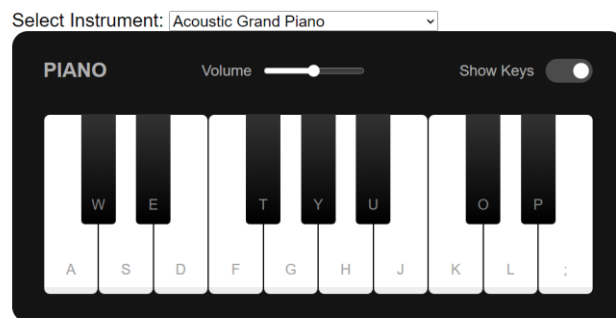 Select Instrument: Acoustic Grand Piano
PIANO Volume Show Keys
W E T Y U O P
A S D F G H J K L ;